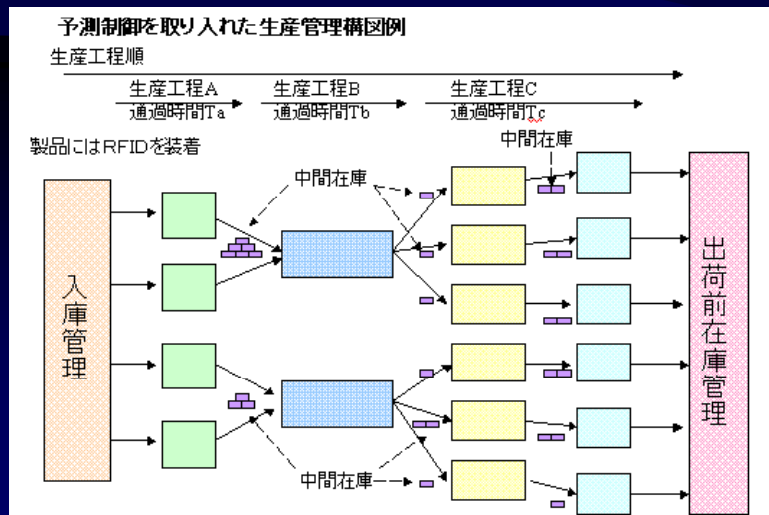 予測制御を取り入れた生産管理構図例
生産工程順
生産工程A
通過時間Ta
生産工程B
通過時間Tb
生産工程C
通過時間Tc
製品にはRFIDを装着
中間在庫
中間在庫
入庫管理
出荷前在庫管理
中間在庫